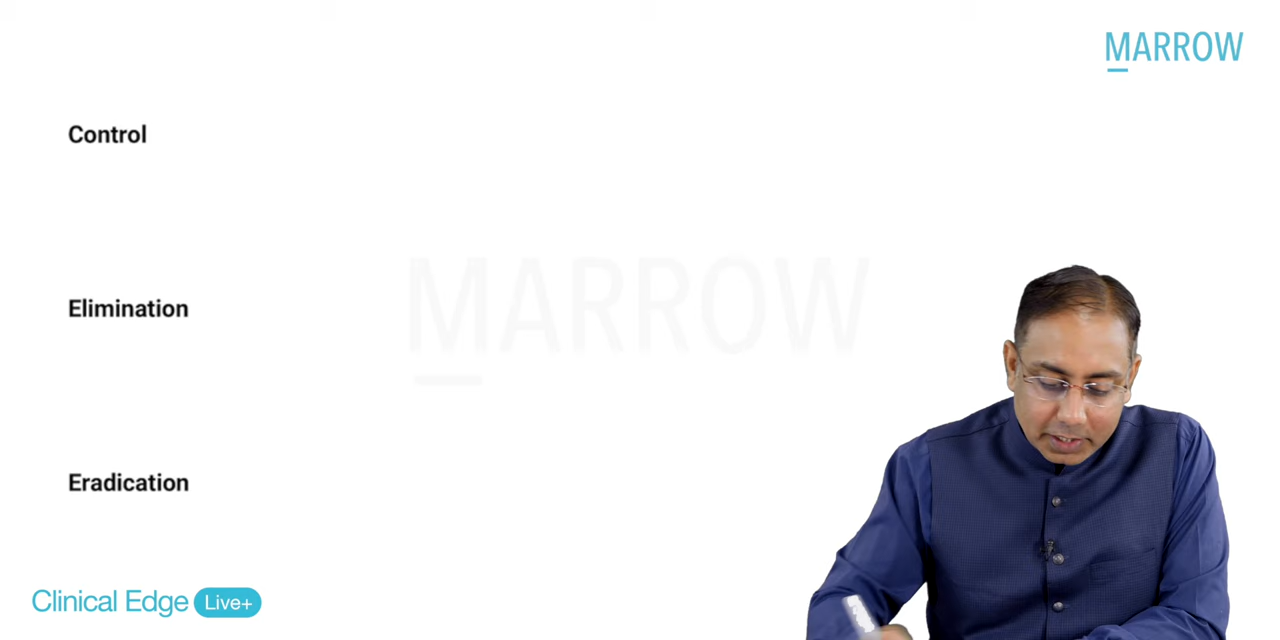 MARROW
Control
MARROW
Elimination
Eradication
Clinical Edge Live+